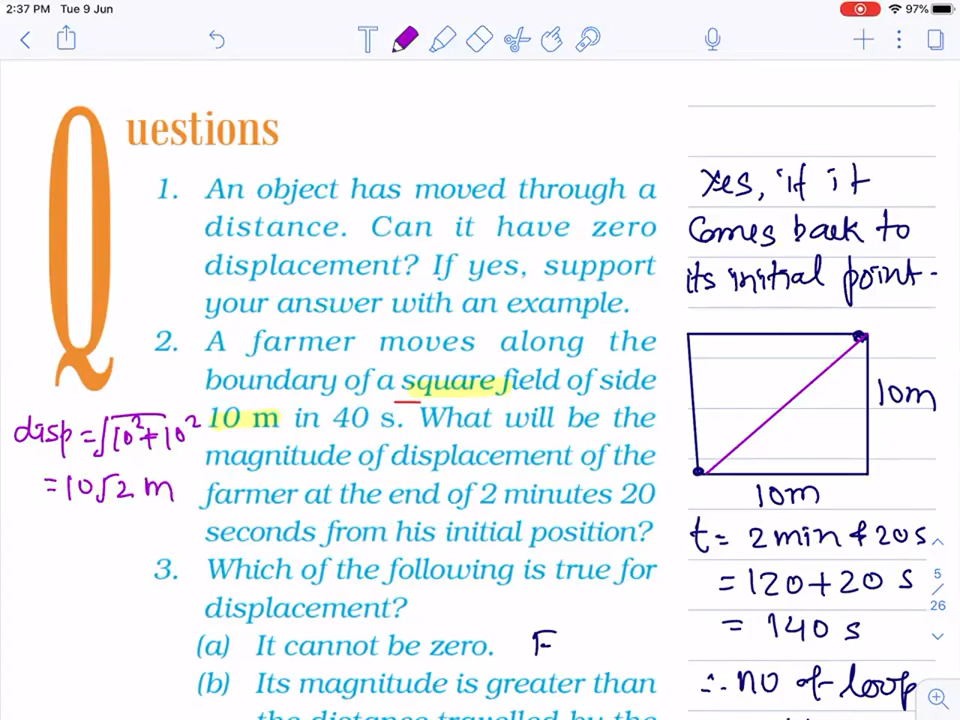 2:37 PM Tue 9 Jun
97%
T
Questions
1. An object has moved through a
distance. Can it have zero
displacement? If yes, support
your answer with an example.
2. A farmer moves along the
boundary of a square field of side
10 m in 40 s. What will be the
magnitude of displacement of the
farmer at the end of 2 minutes 20
seconds from his initial position?
3. Which of the following is true for
displacement?
(a) It cannot be zero. F
(b) Its magnitude is greater than
the distance travelled by the
disp = √10²+10²
= 10√2 m
Yes, if it
Comes back to
its initial point.
10m
10m
t = 2 min & 20 s
= 120+20 s
= 140 s
∴ no of loop
5
/
26